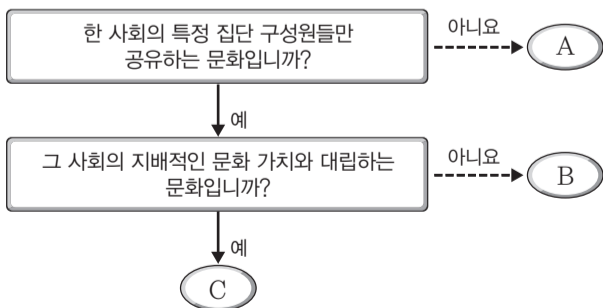 한 사회의 특정 집단 구성원들만
공유하는 문화입니까?
아니요
A
예
그 사회의 지배적인 문화 가치와 대립하는
문화입니까?
아니요
B
예
C